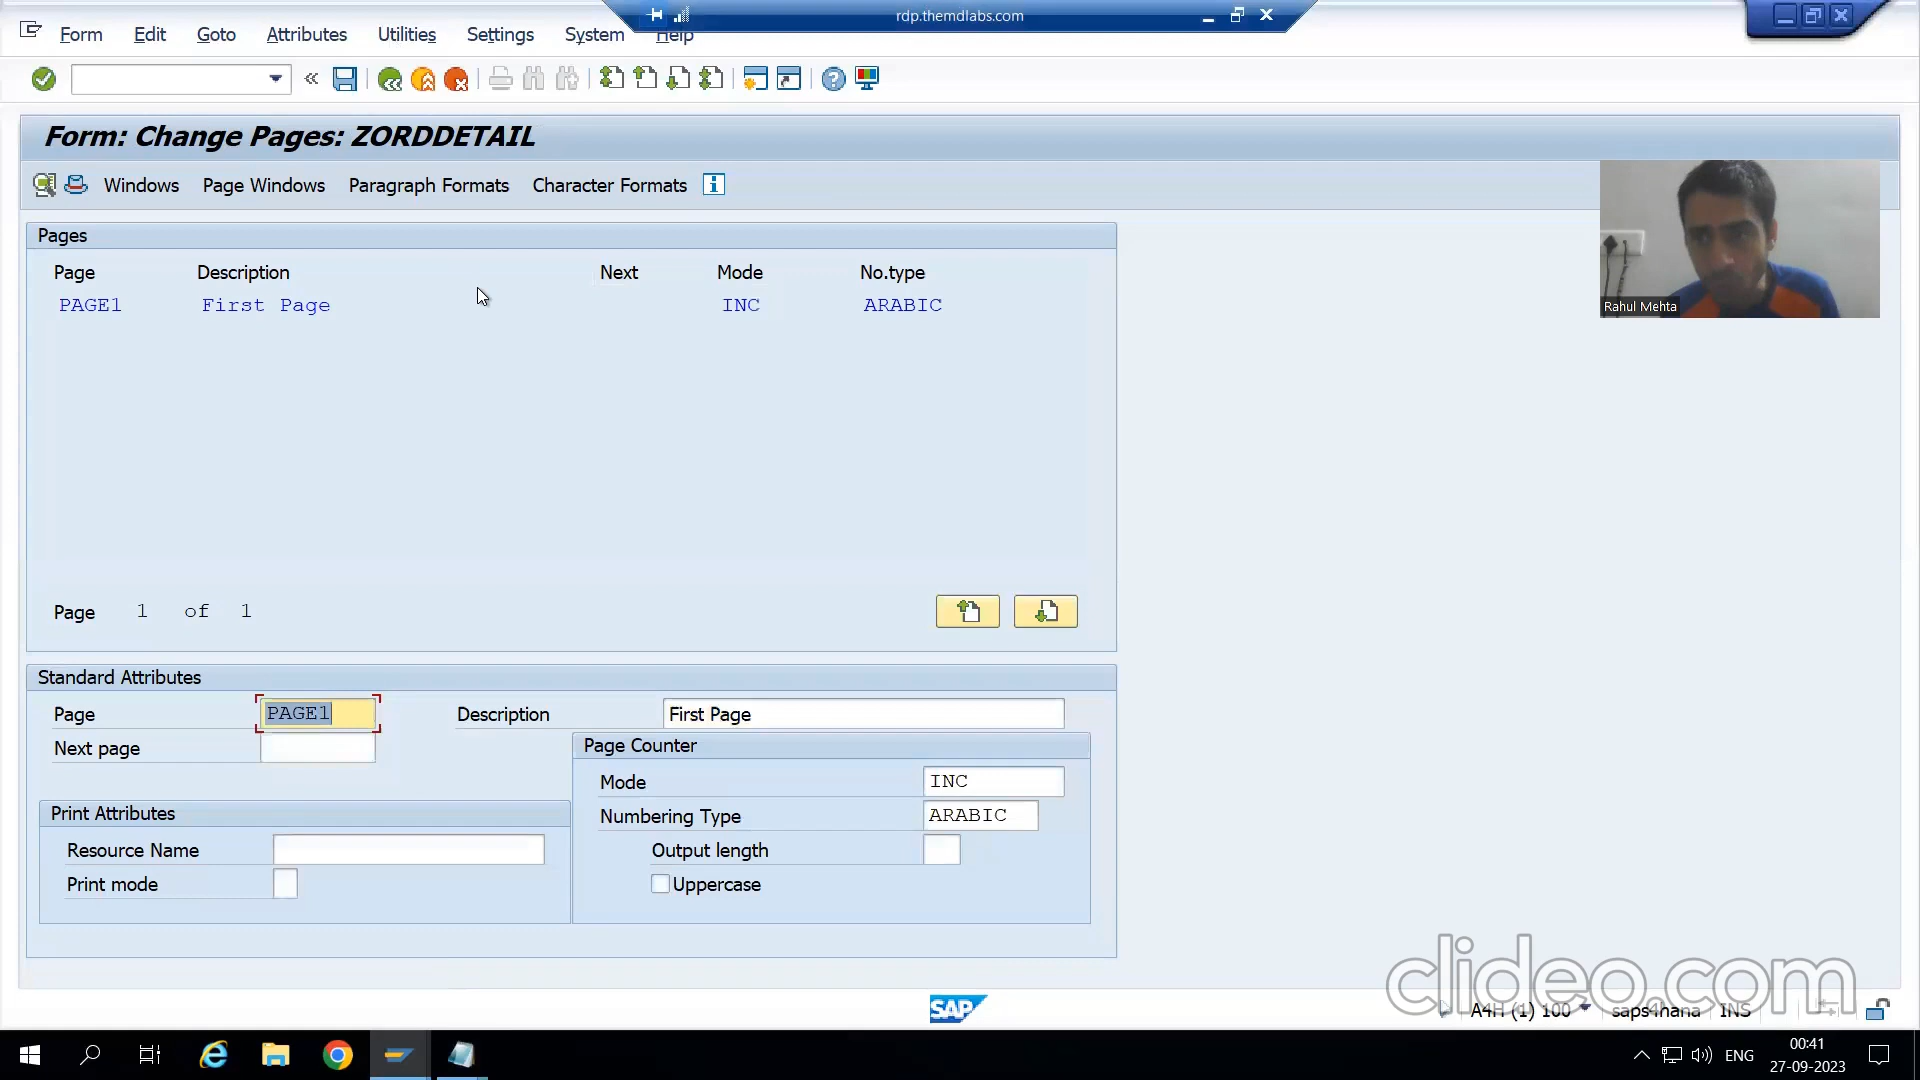 rdp.themdlabs.com
Form Edit Goto Attributes Utilities Settings System Help
Form: Change Pages: ZORDDETAIL
Windows Page Windows Paragraph Formats Character Formats
Rahul Mehta
Pages
Page Description Next Mode No.type
PAGE1 First Page INC ARABIC
Page 1 of 1
Standard Attributes
Page PAGE1 Description First Page
Next page
Page Counter
Mode INC
Numbering Type ARABIC
Output length
Uppercase
Print Attributes
Resource Name
Print mode
clideo.com
SAP
A4H (1) 100 saps4hana INS
ENG
00:41
27-09-2023